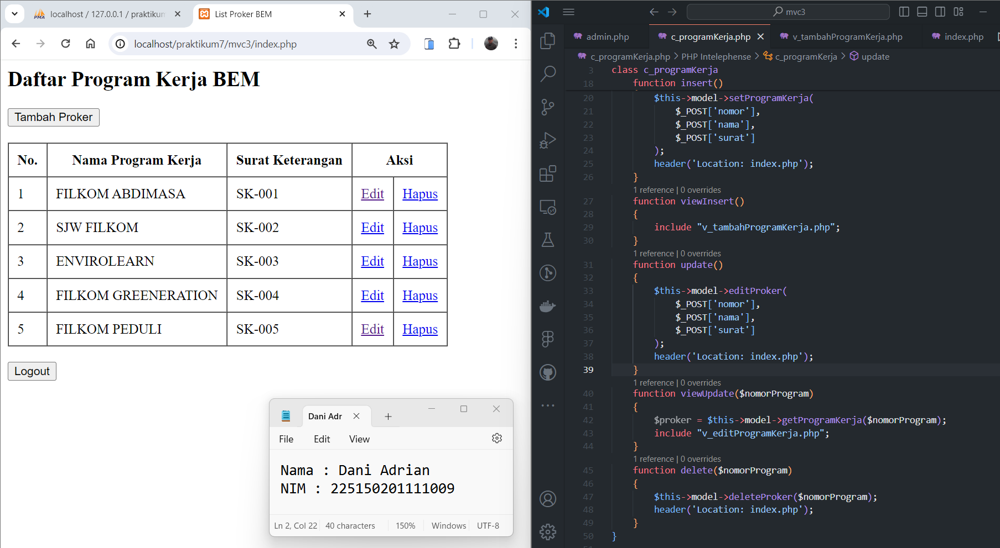 localhost / 127.0.0.1 / praktikum
List Proker BEM
localhost/praktikum7/mvc3/index.php
Daftar Program Kerja BEM
Tambah Proker
No. Nama Program Kerja Surat Keterangan Aksi
1 FILKOM ABDIMASA SK-001 Edit Hapus
2 SJW FILKOM SK-002 Edit Hapus
3 ENVIROLEARN SK-003 Edit Hapus
4 FILKOM GREENERATION SK-004 Edit Hapus
5 FILKOM PEDULI SK-005 Edit Hapus
Logout
Dani Adr
File Edit View
Nama : Dani Adrian
NIM : 225150201111009
Ln 2, Col 22 40 characters 150% Windows UTF-8
mvc3
admin.php c_programKerja.php v_tambahProgramKerja.php index.php
c_programKerja.php > PHP Intelephense > c_programKerja > update
3 class c_programKerja
18 function insert()
20 $this->model->setProgramKerja(
21 $_POST['nomor'],
22 $_POST['nama'],
23 $_POST['surat']
24 );
25 header('Location: index.php');
26 }
1 reference | 0 overrides
27 function viewInsert()
28 {
29 include "v_tambahProgramKerja.php";
30 }
1 reference | 0 overrides
31 function update()
32 {
33 $this->model->editProker(
34 $_POST['nomor'],
35 $_POST['nama'],
36 $_POST['surat']
37 );
38 header('Location: index.php');
39 }
1 reference | 0 overrides
40 function viewUpdate($nomorProgram)
41 {
42 $proker = $this->model->getProgramKerja($nomorProgram);
43 include "v_editProgramKerja.php";
44 }
1 reference | 0 overrides
45 function delete($nomorProgram)
46 {
47 $this->model->deleteProker($nomorProgram);
48 header('Location: index.php');
49 }
50 }